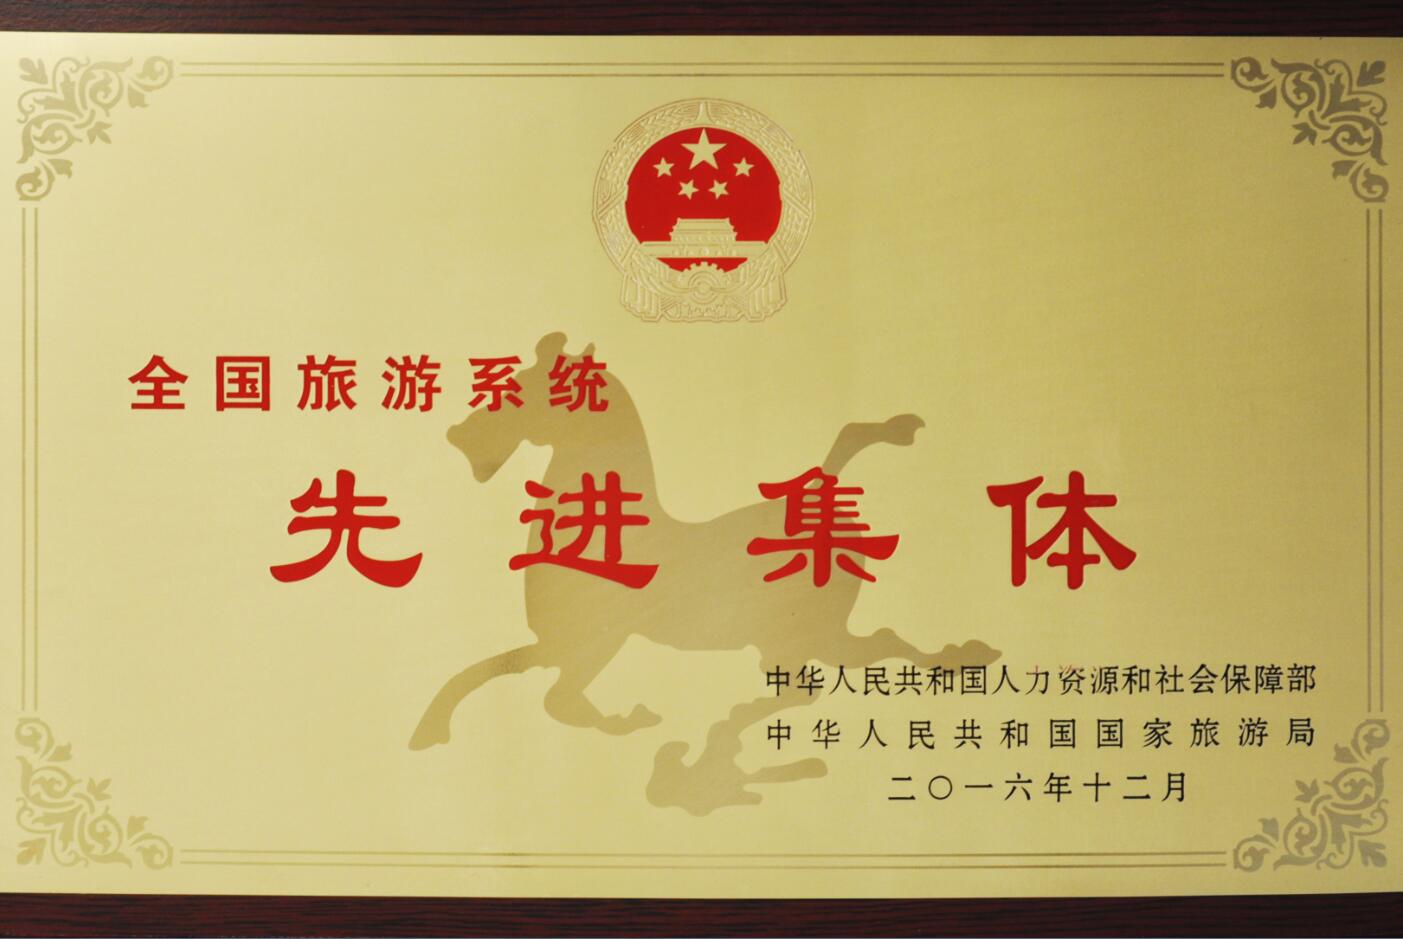 全国旅游系统
先进集体
中华人民共和国人力资源和社会保障部
中华人民共和国国家旅游局
二〇一六年十二月